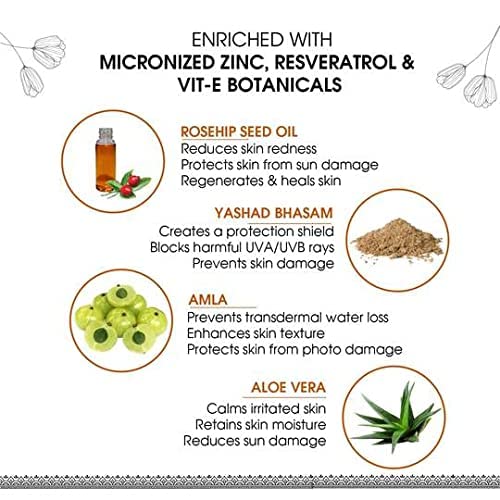 ENRICHED WITH
MICRONIZED ZINC, RESVERATROL &
VIT-E BOTANICALS
ROSEHIP SEED OIL
Reduces skin redness
Protects skin from sun damage
Regenerates & heals skin
YASHAD BHASAM
Creates a protection shield
Blocks harmful UVA/UVB rays
Prevents skin damage
AMLA
Prevents transdermal water loss
Enhances skin texture
Protects skin from photo damage
ALOE VERA
Calms irritated skin
Retains skin moisture
Reduces sun damage